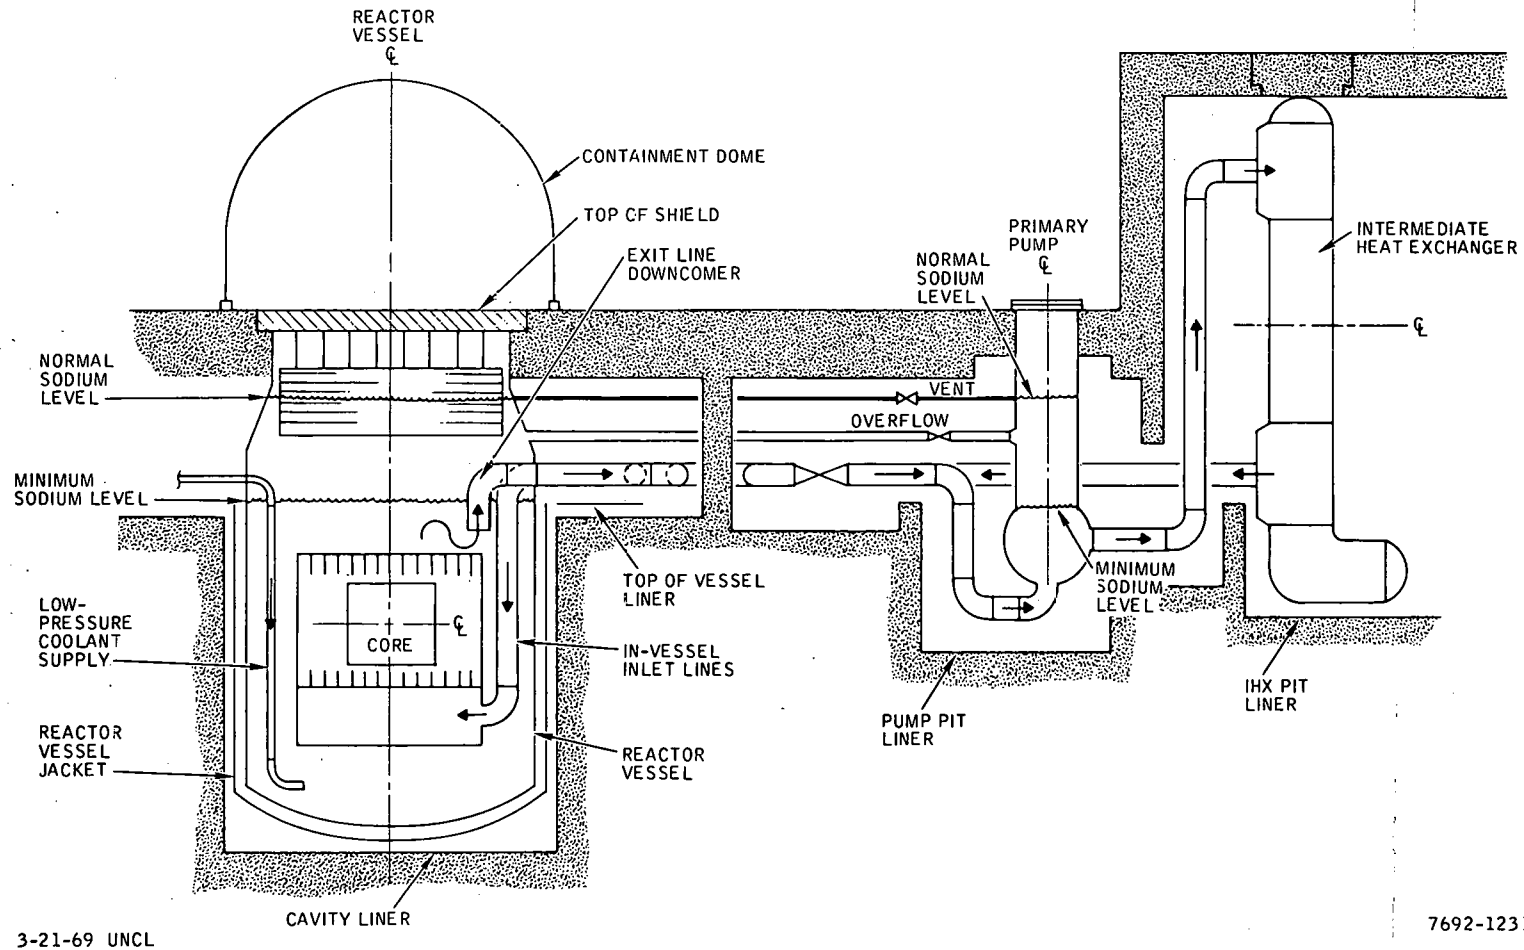 REACTOR
VESSEL
℄
CONTAINMENT DOME
TOP CF SHIELD
EXIT LINE
DOWNCOMER
PRIMARY
PUMP
℄
NORMAL
SODIUM
LEVEL
INTERMEDIATE
HEAT EXCHANGER
℄
NORMAL
SODIUM
LEVEL
VENT
OVERFLOW
MINIMUM
SODIUM LEVEL
TOP OF VESSEL
LINER
MINIMUM
SODIUM
LEVEL
LOW-
PRESSURE
COOLANT
SUPPLY
℄
CORE
IN-VESSEL
INLET LINES
IHX PIT
LINER
PUMP PIT
LINER
REACTOR
VESSEL
JACKET
REACTOR
VESSEL
CAVITY LINER
3-21-69 UNCL
7692-123